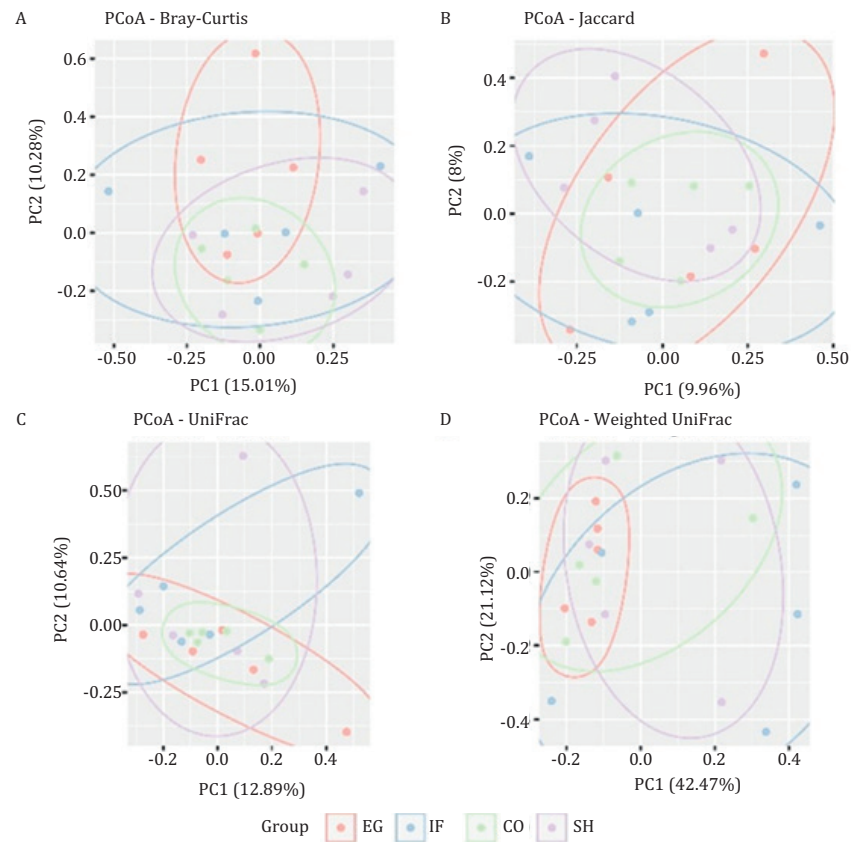 A PCoA - Bray-Curtis
PC2 (10.28%)
0.6
0.4
0.2
0.0
-0.2
-0.50 -0.25 0.00 0.25
PC1 (15.01%)
B PCoA - Jaccard
PC2 (8%)
0.4
0.2
0.0
-0.2
-0.25 0.00 0.25 0.50
PC1 (9.96%)
C PCoA - UniFrac
PC2 (10.64%)
0.50
0.25
0.00
-0.25
-0.2 0.0 0.2 0.4
PC1 (12.89%)
D PCoA - Weighted UniFrac
PC2 (21.12%)
0.2
0.0
-0.2
-0.4
-0.2 0.0 0.2 0.4
PC1 (42.47%)
Group EG IF CO SH